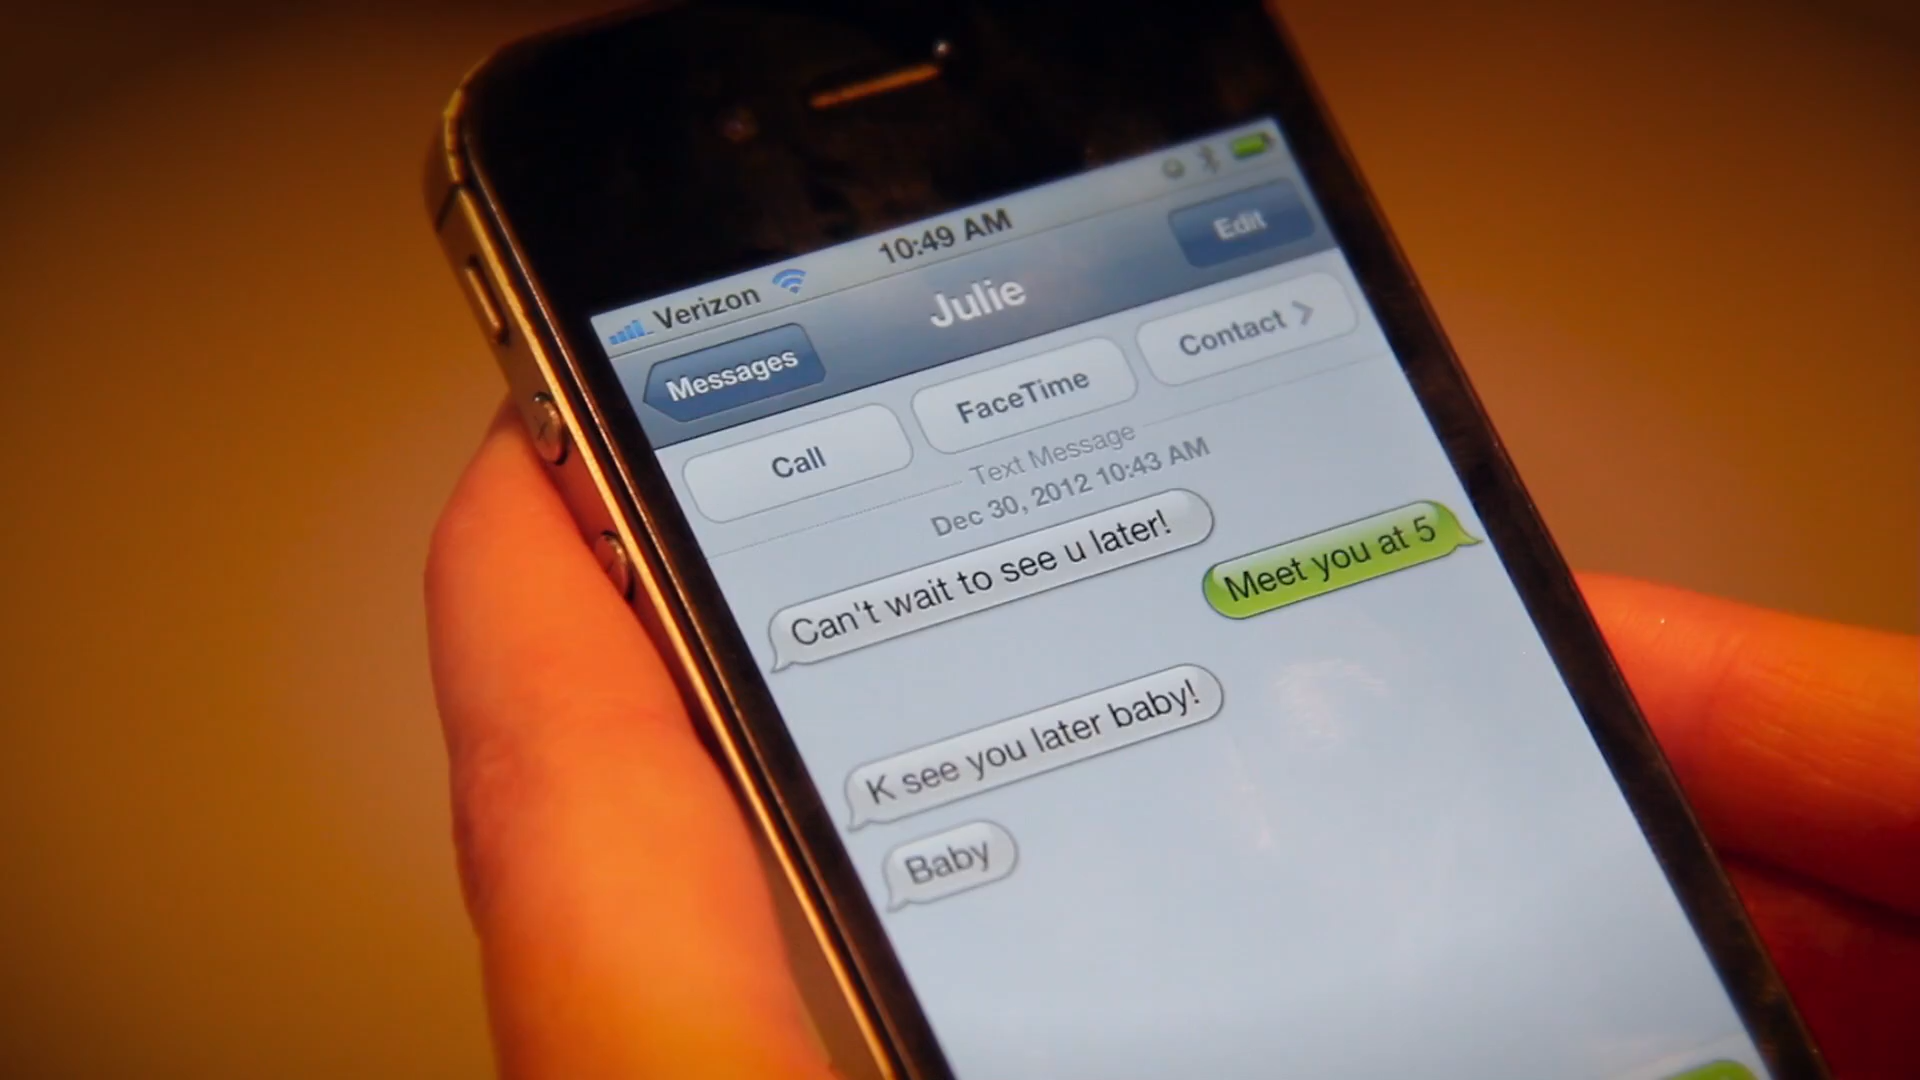 Verizon 10:49 AM
Messages Julie Edit
Call FaceTime Contact
Text Message
Dec 30, 2012 10:43 AM
Can't wait to see u later!
Meet you at 5
K see you later baby!
Baby